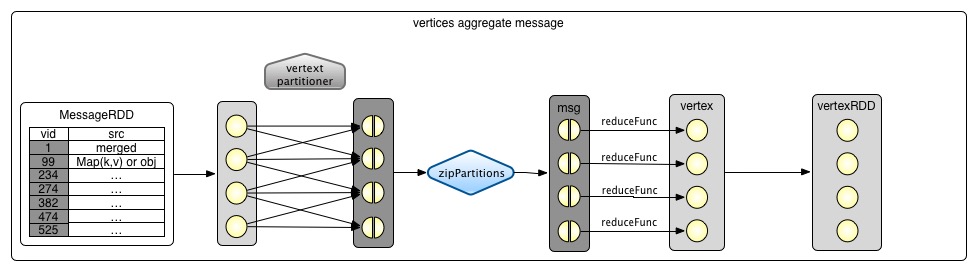 vertices aggregate message
vertext
partitioner
MessageRDD
vid src
1 merged
99 Map(k,v) or obj
234 ...
274 ...
382 ...
474 ...
525 ...
zipPartitions
msg
reduceFunc
reduceFunc
reduceFunc
reduceFunc
vertex
vertexRDD